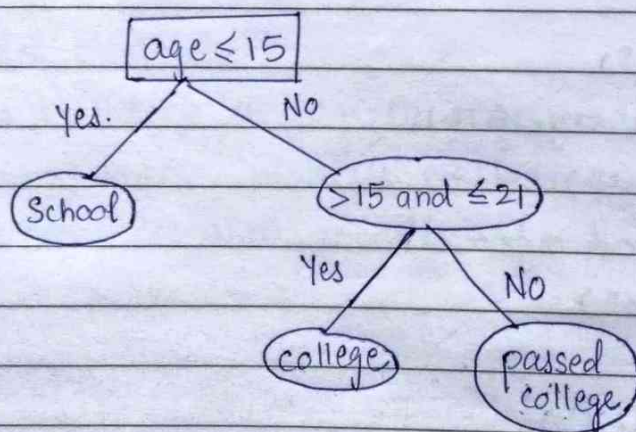 age ≤ 15
Yes.
NO
School
>15 and ≤ 21
Yes
NO
college
passed
college